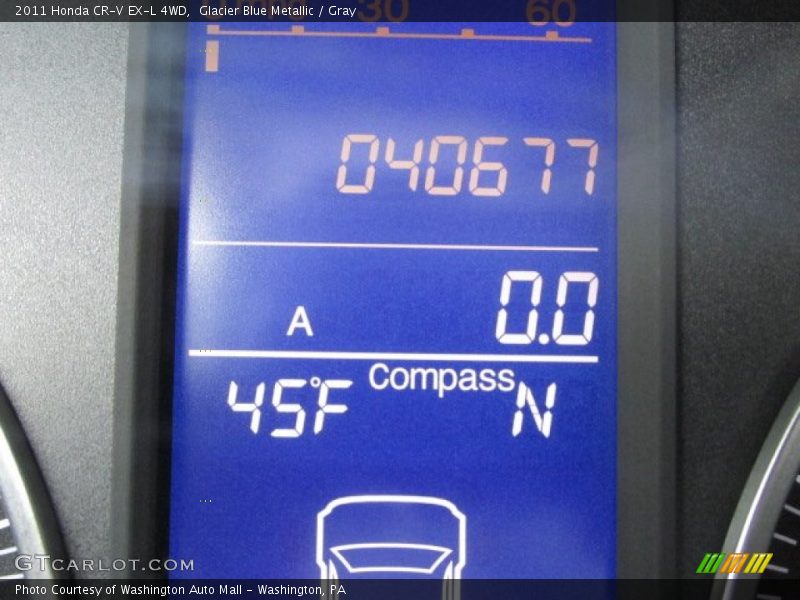 2011 Honda CR-V EX-L 4WD,  Glacier Blue Metallic / Gray
30 60
040677
A 0.0
Compass
45°F N
GTCARLOT.COM
Photo Courtesy of Washington Auto Mall - Washington, PA